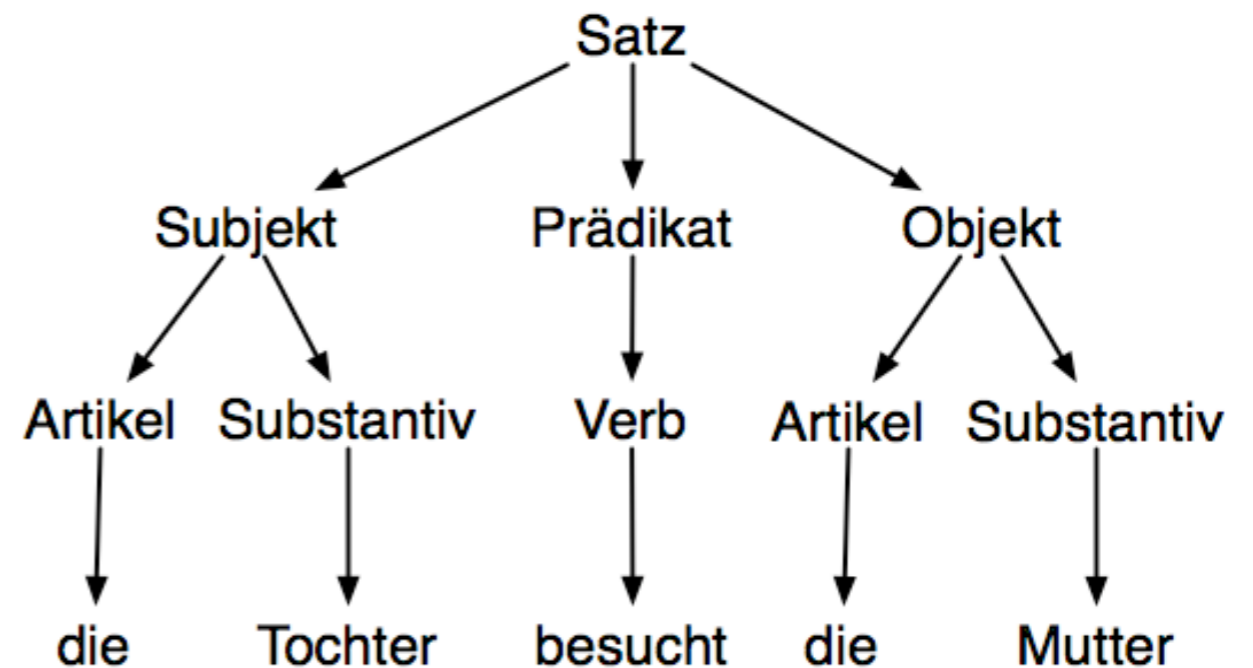 Satz
Subjekt Prädikat Objekt
Artikel Substantiv Verb Artikel Substantiv
die Tochter besucht die Mutter